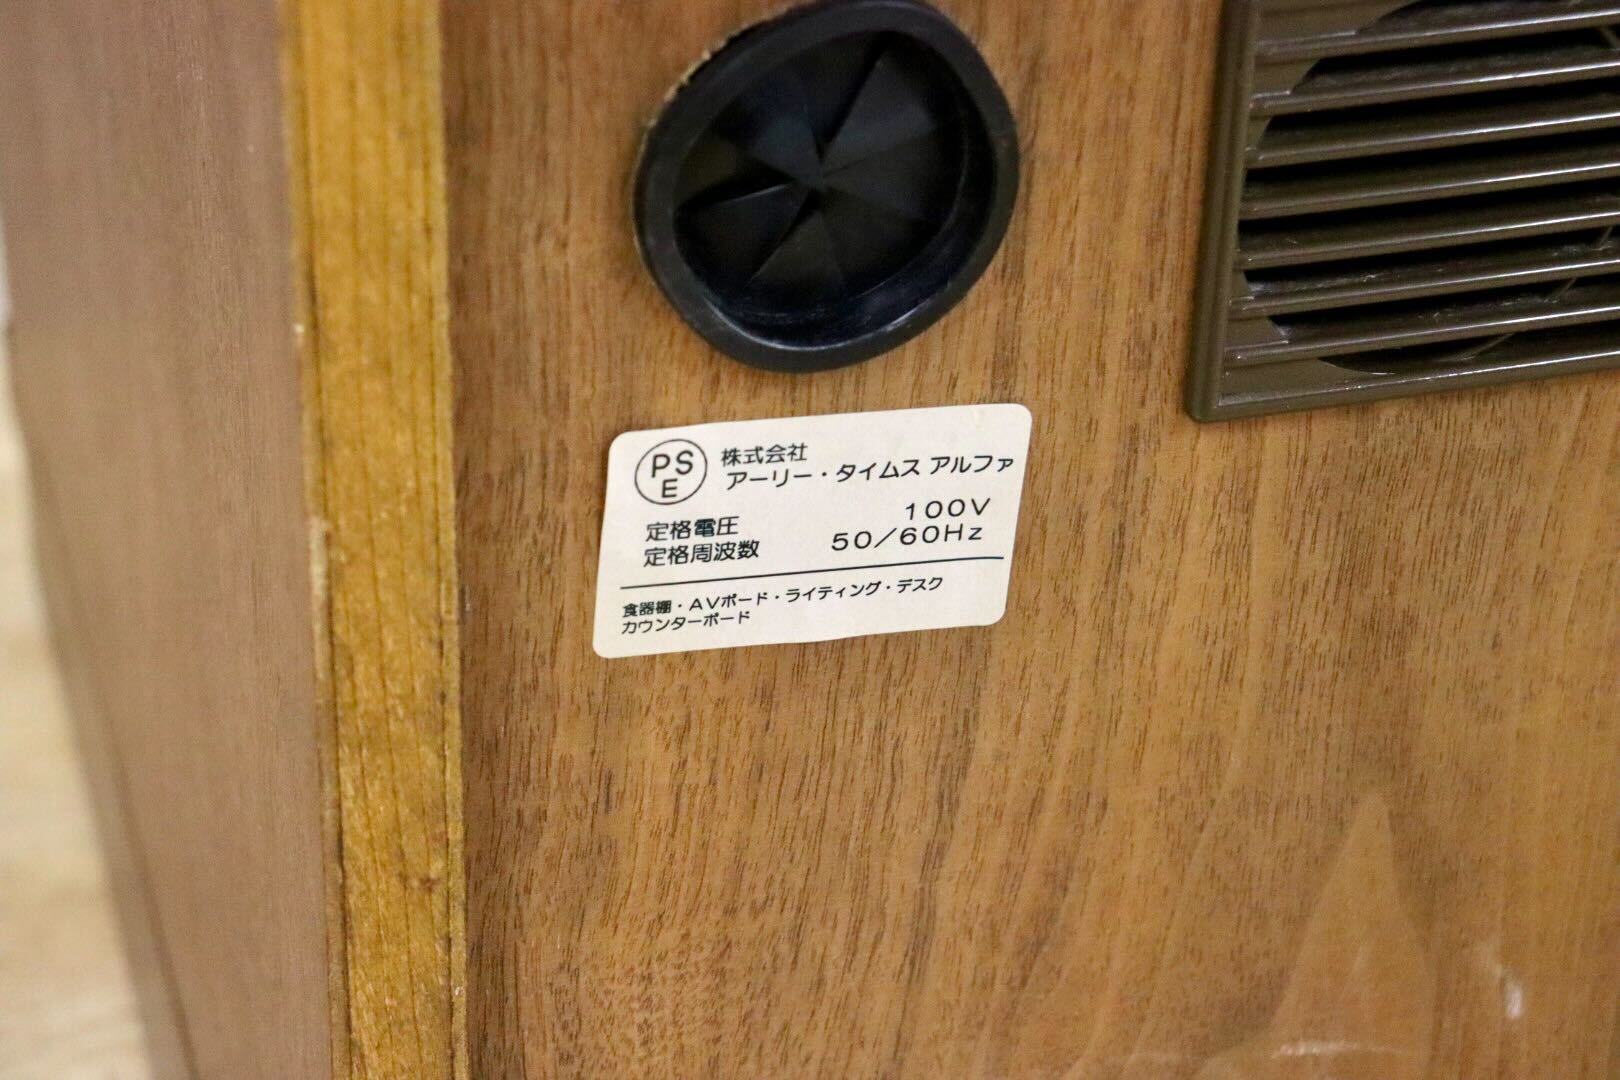 PSE
株式会社
アーリー・タイムス アルファ
定格電圧 100V
定格周波数 50/60Hz
食器棚・AVボード・ライティング・デスク
カウンターボード